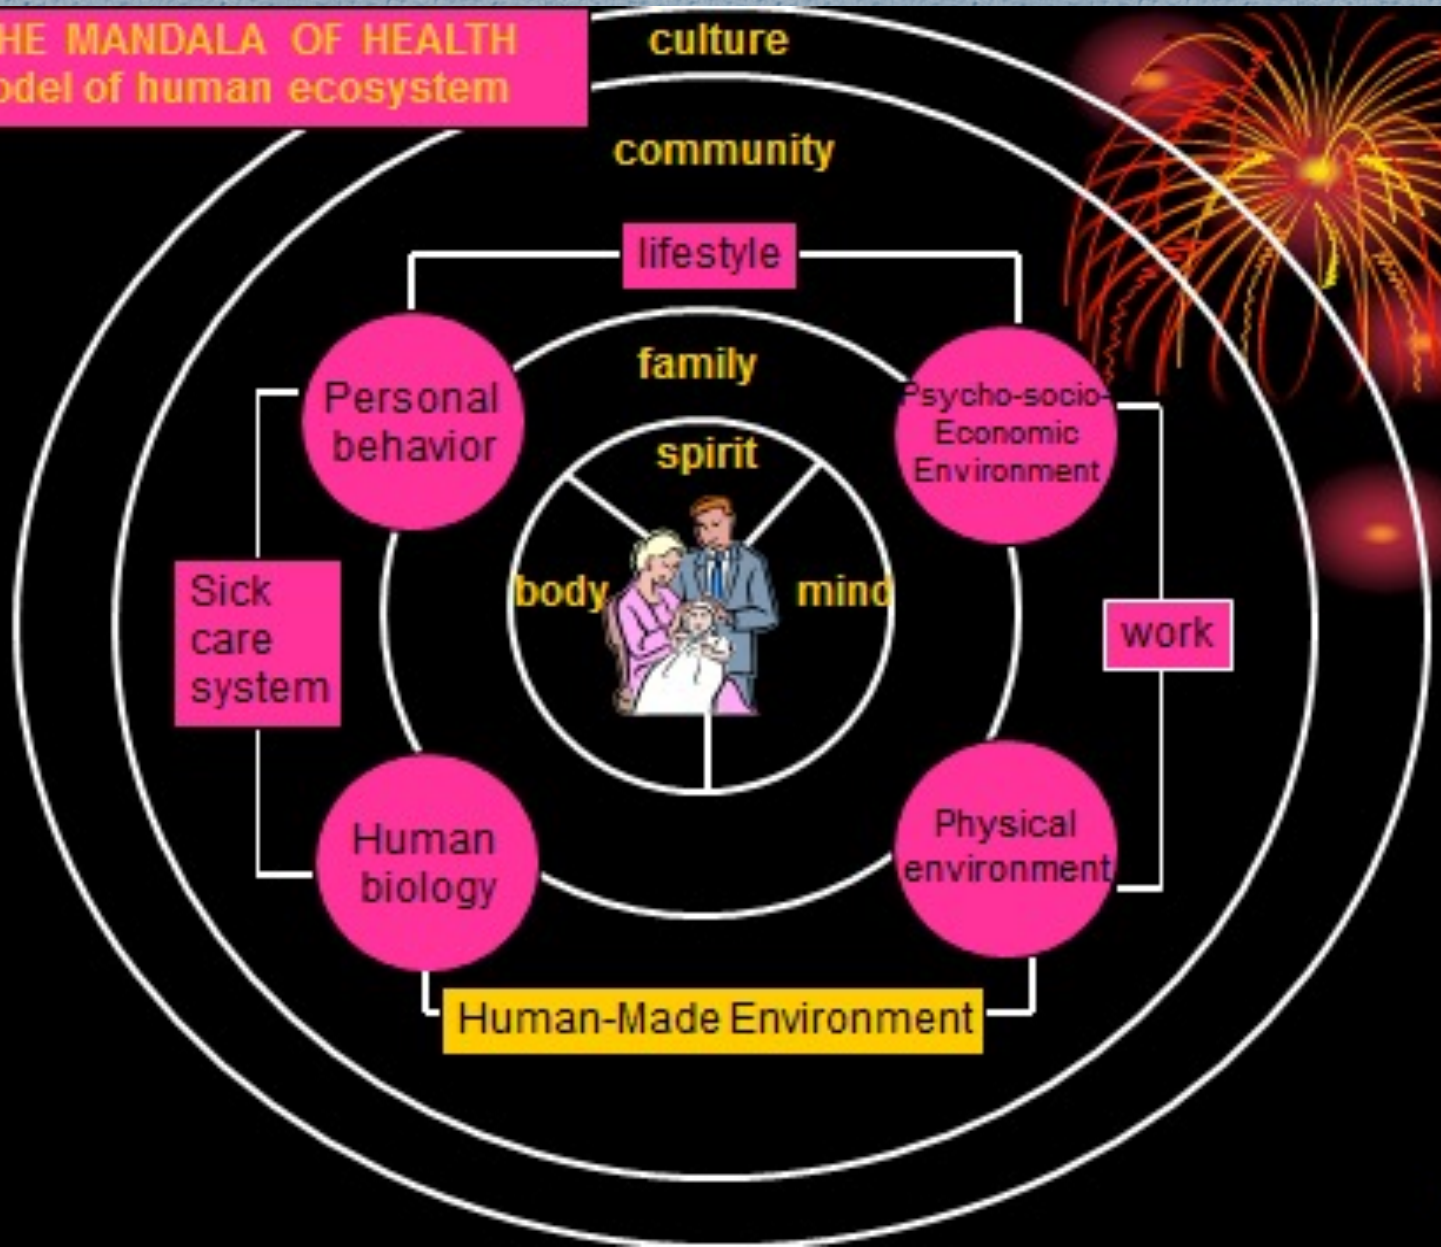 HE MANDALA OF HEALTH
odel of human ecosystem
culture
community
lifestyle
family
Personal
behavior
Psycho-socio-
Economic
Environment
spirit
body
mind
Sick
care
system
work
Human
biology
Physical
environment
Human-Made Environment